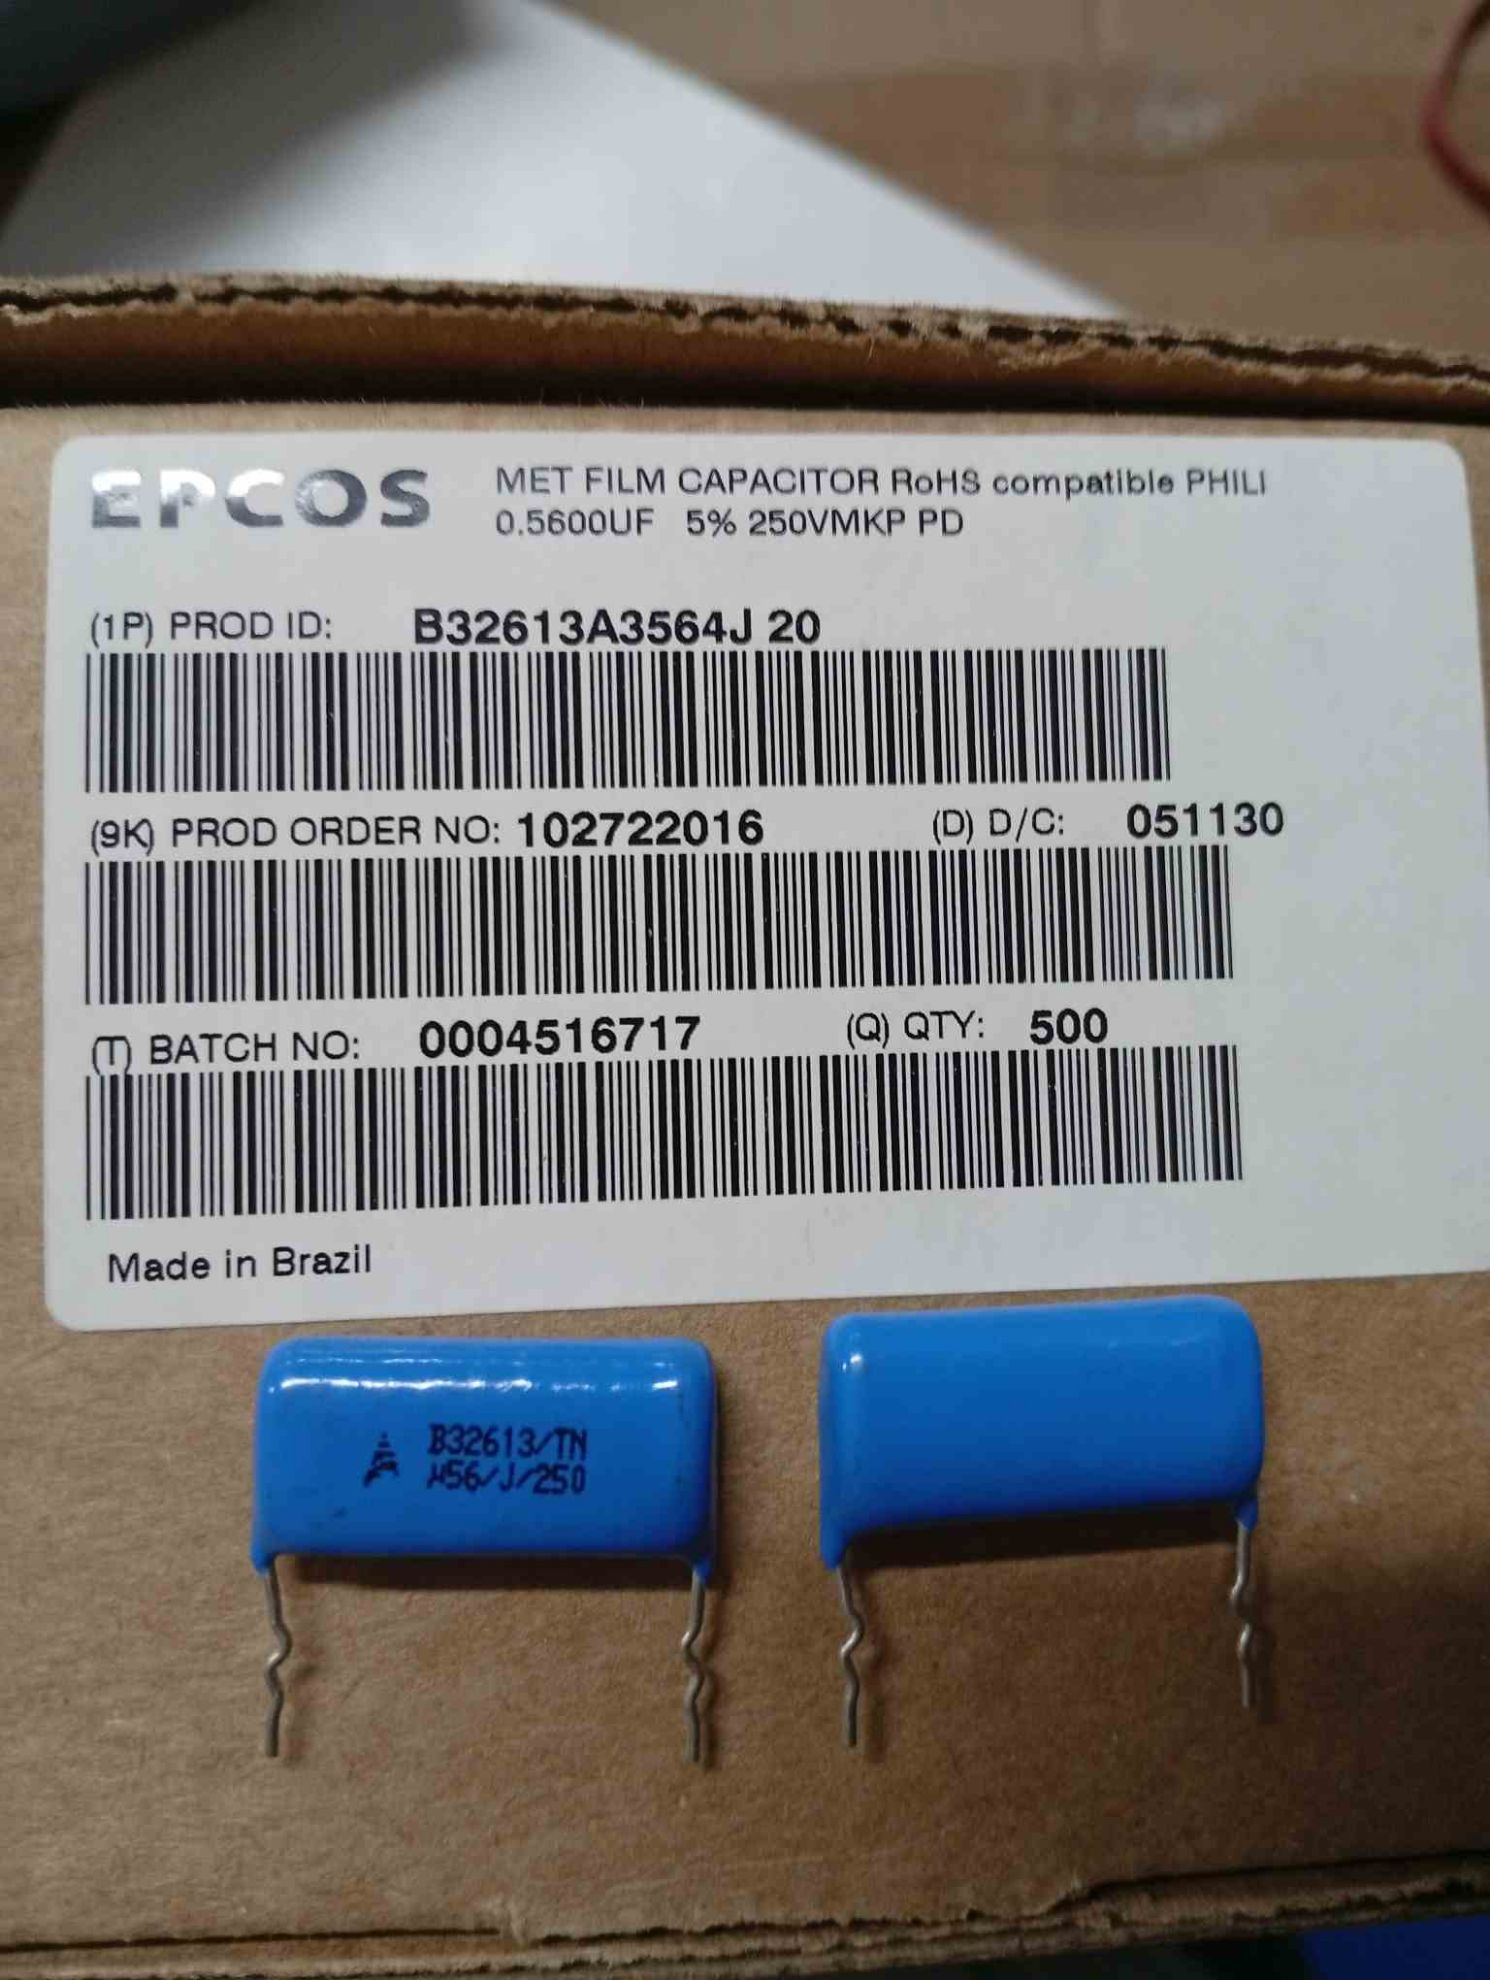 EPCOS
MET FILM CAPACITOR RoHS compatible PHILI
0.5600UF 5% 250VMKP PD
(1P) PROD ID: B32613A3564J 20
(9K) PROD ORDER NO: 102722016 (D) D/C: 051130
(T) BATCH NO: 0004516717 (Q) QTY: 500
Made in Brazil
B32613/TN
µ56/J/250